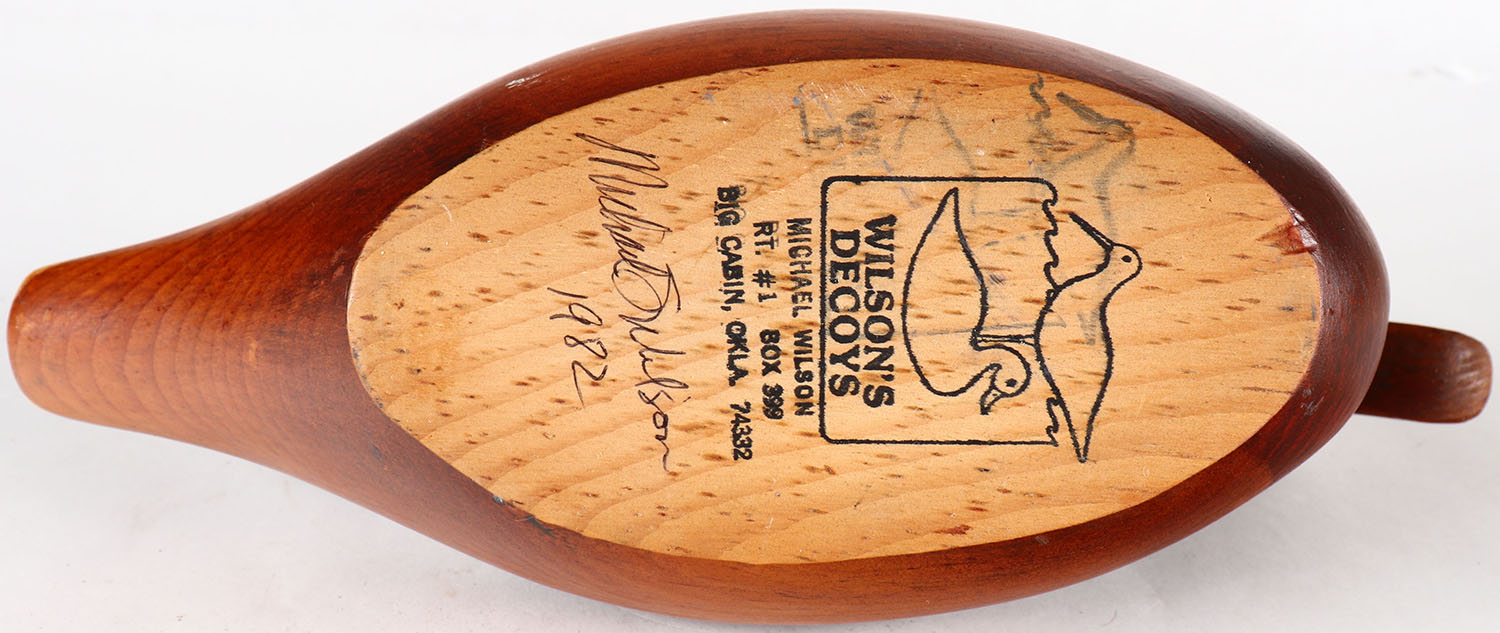 WILSON'S
DECOYS
MICHAEL WILSON
RT. #1 BOX 399
BIG CABIN, OKLA. 74332
Michael J Wilson
1982